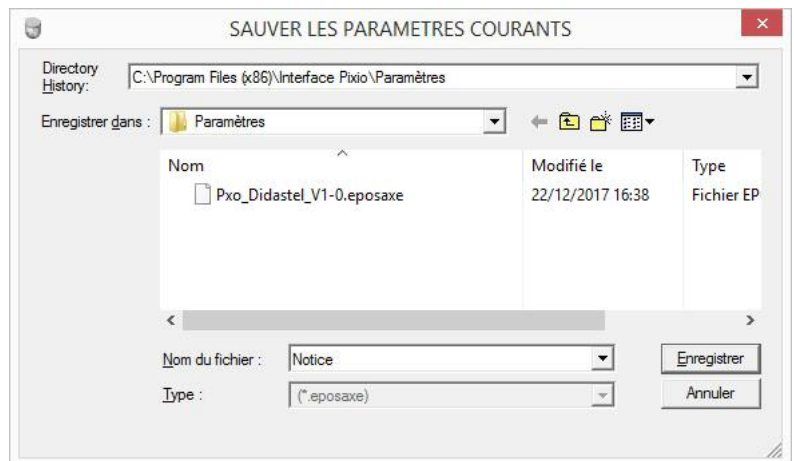 SAUVER LES PARAMETRES COURANTS
Directory History: C:\Program Files (x86)\Interface Pixio\Paramètres
Enregistrer dans : Paramètres
Nom Modifié le Type
Pxo_Didastel_V1-0.eposaxe 22/12/2017 16:38 Fichier EP
Nom du fichier : Notice Enregistrer
Type : (*.eposaxe) Annuler